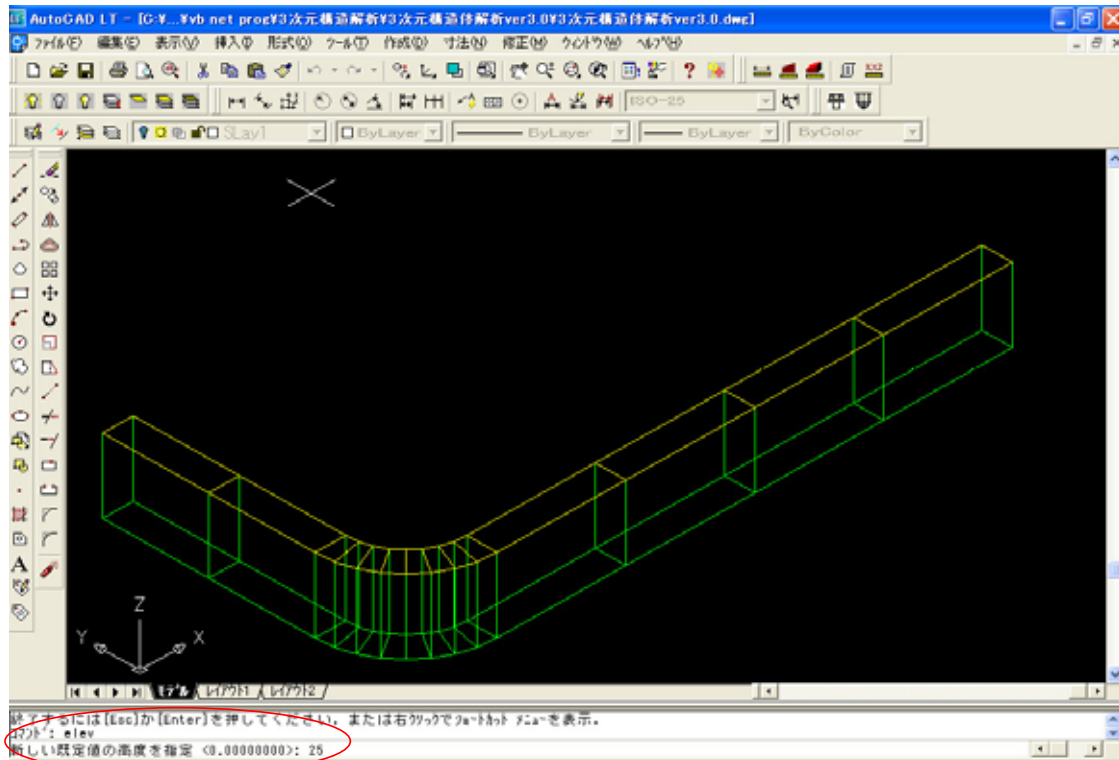 AutoCAD LT - [G:¥...¥vb net prog¥3次元構造解析¥3次元構造体解析ver3.0¥3次元構造体解析ver3.0.dwg]
ファイル(F) 編集(E) 表示(V) 挿入(I) 形式(O) ツール(T) 作成(D) 寸法(N) 修正(M) ウィンドウ(W) ヘルプ(H)
ISO-25
SLay1 ByLayer ByLayer ByLayer ByColor
Z
Y X
モデル レイアウト1 レイアウト2
終了するには[Esc]か[Enter]を押してください。または右クリックでショートカット メニューを表示。
コマンド: elev
新しい既定値の高度を指定 <0.00000000>: 25